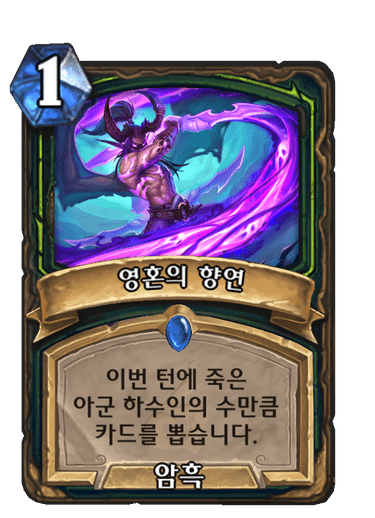 1
영혼의 향연
이번 턴에 죽은
아군 하수인의 수만큼
카드를 뽑습니다.
암흑